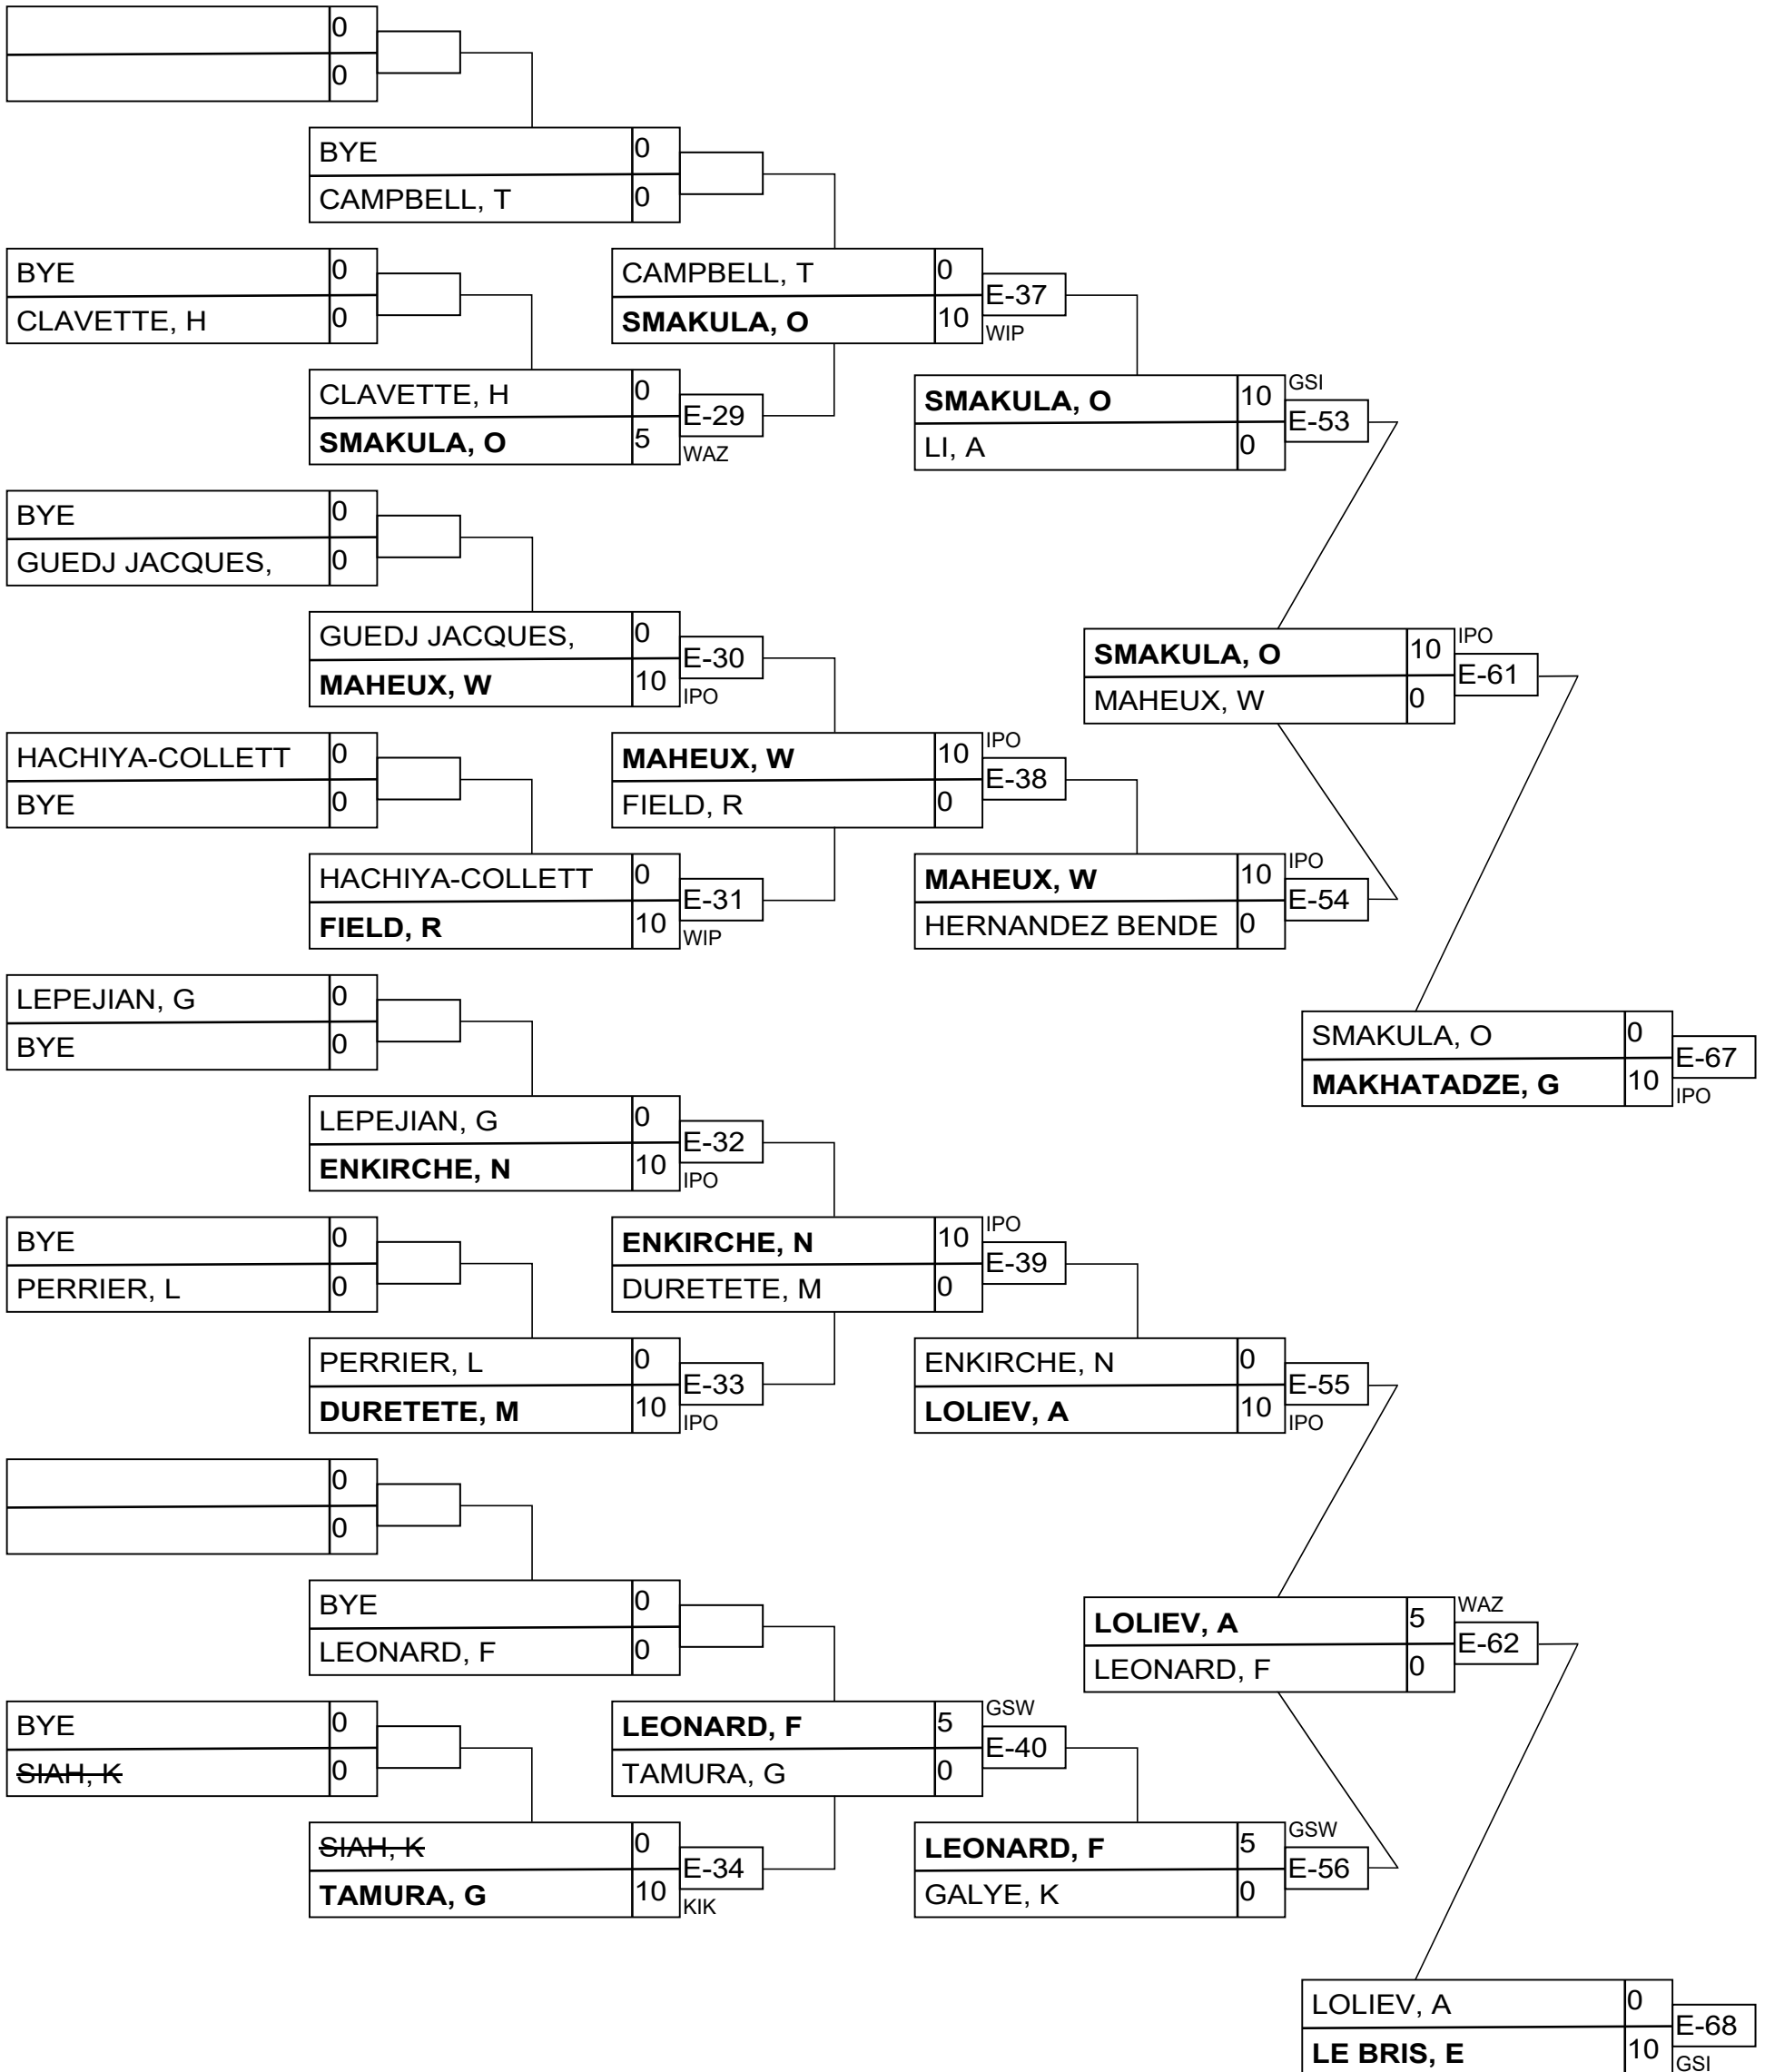 0
0
BYE 0
CAMPBELL, T 0
BYE 0
CLAVETTE, H 0
CAMPBELL, T 0
SMAKULA, O 10
E-37
WIP
CLAVETTE, H 0
SMAKULA, O 5
E-29
WAZ
SMAKULA, O 10
LI, A 0
GSI
E-53
BYE 0
GUEDJ JACQUES, 0
GUEDJ JACQUES, 0
MAHEUX, W 10
E-30
IPO
SMAKULA, O 10
MAHEUX, W 0
IPO
E-61
HACHIYA-COLLETT 0
BYE 0
MAHEUX, W 10
FIELD, R 0
IPO
E-38
HACHIYA-COLLETT 0
FIELD, R 10
E-31
WIP
MAHEUX, W 10
HERNANDEZ BENDE 0
IPO
E-54
LEPEJIAN, G 0
BYE 0
SMAKULA, O 0
MAKHATADZE, G 10
E-67
IPO
LEPEJIAN, G 0
ENKIRCHE, N 10
E-32
IPO
BYE 0
PERRIER, L 0
ENKIRCHE, N 10
DURETETE, M 0
IPO
E-39
PERRIER, L 0
DURETETE, M 10
E-33
IPO
ENKIRCHE, N 0
LOLIEV, A 10
E-55
IPO
0
0
BYE 0
LEONARD, F 0
LOLIEV, A 5
LEONARD, F 0
WAZ
E-62
BYE 0
SIAH, K 0
LEONARD, F 5
TAMURA, G 0
GSW
E-40
SIAH, K 0
TAMURA, G 10
E-34
KIK
LEONARD, F 5
GALYE, K 0
GSW
E-56
LOLIEV, A 0
LE BRIS, E 10
E-68
GSI